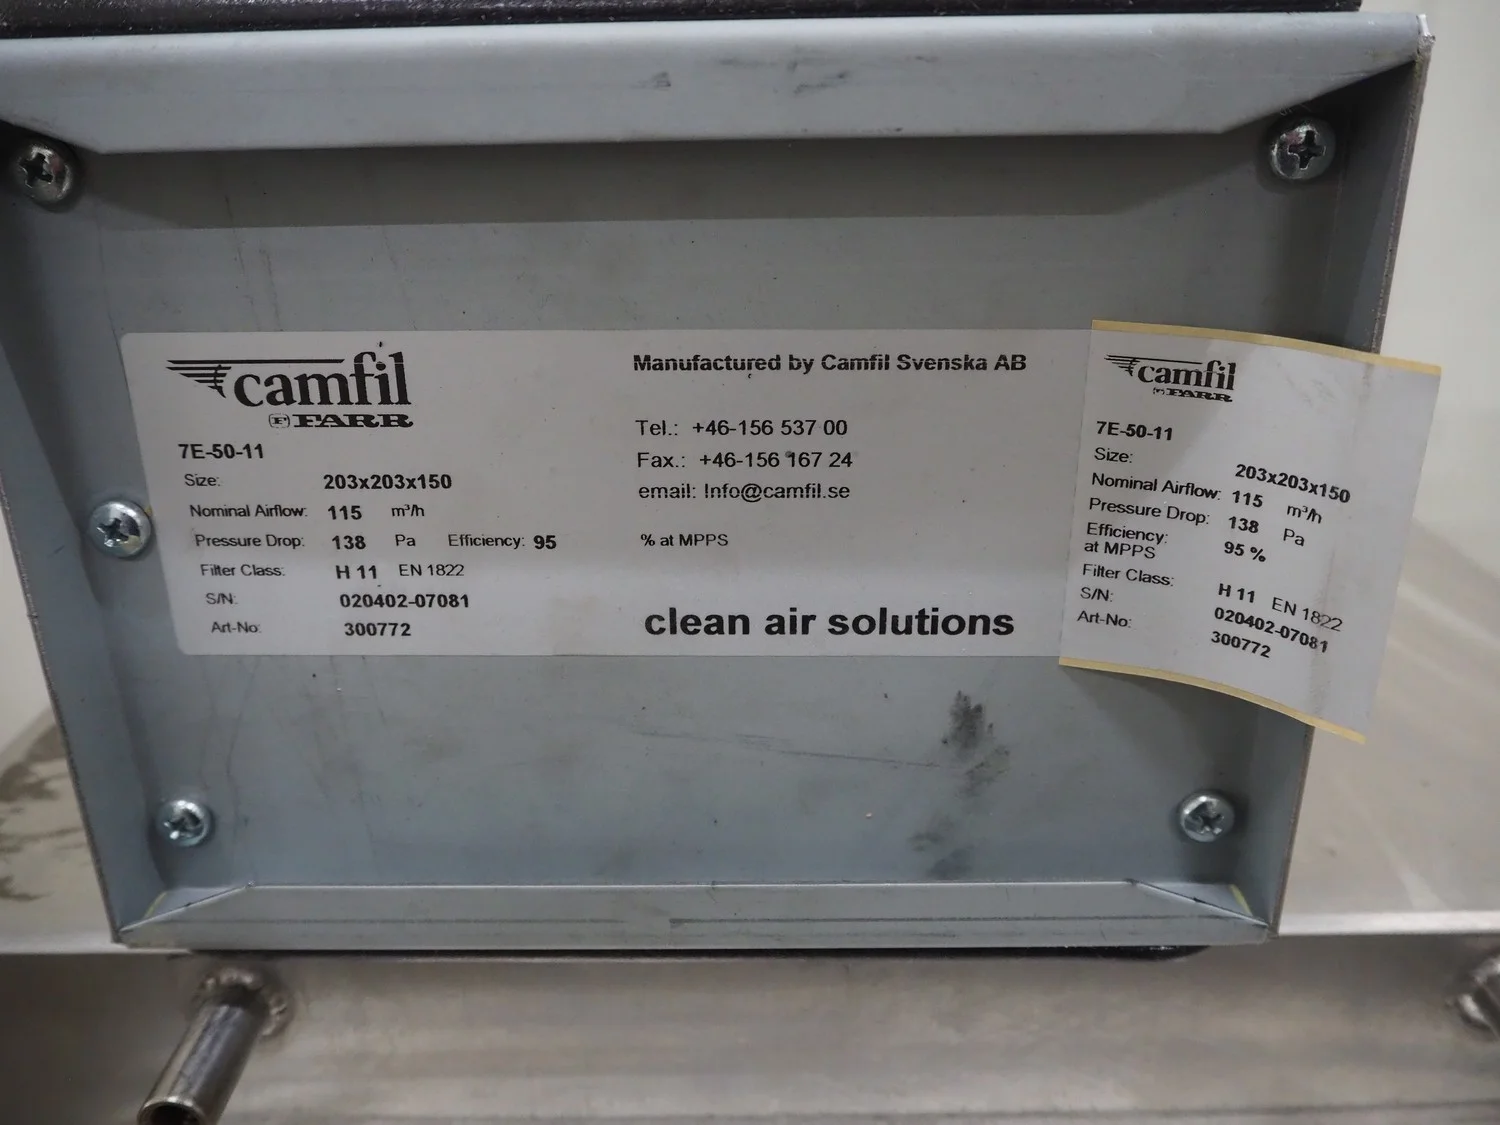 camfil
FARR
7E-50-11
Size: 203x203x150
Nominal Airflow: 115 m³/h
Pressure Drop: 138 Pa Efficiency: 95 % at MPPS
Filter Class: H 11 EN 1822
S/N: 020402-07081
Art-No: 300772
Manufactured by Camfil Svenska AB
Tel.: +46-156 537 00
Fax.: +46-156 167 24
email: Info@camfil.se
clean air solutions
camfil
FARR
7E-50-11
Size: 203x203x150
Nominal Airflow: 115 m³/h
Pressure Drop: 138 Pa
Efficiency: 95 %
at MPPS
Filter Class: H 11 EN 1822
S/N: 020402-07081
Art-No: 300772